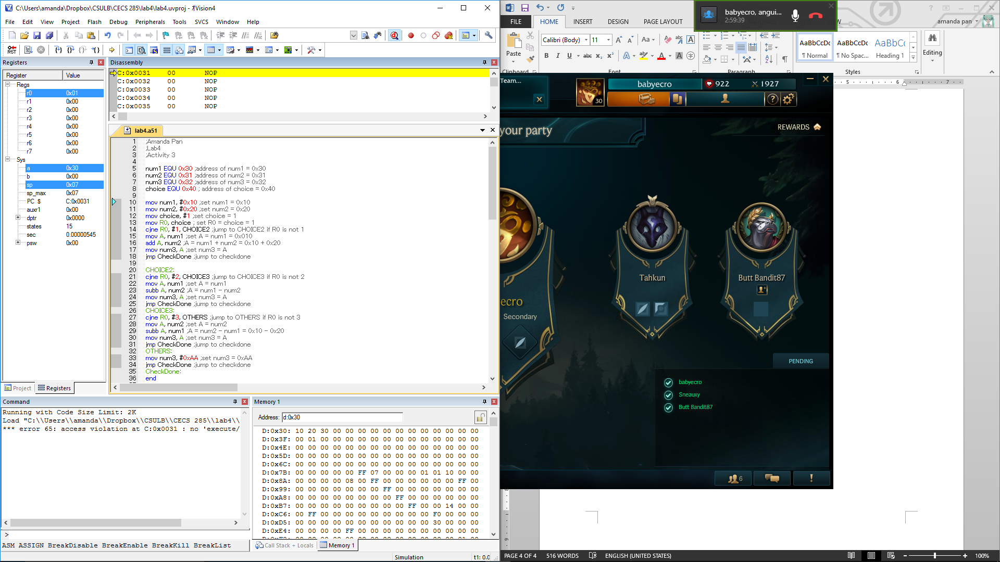 C:\Users\amanda\Dropbox\CSULB\CECS 285\lab4\lab4.uvproj - µVision4
File Edit View Project Flash Debug Peripherals Tools SVCS Window Help
Registers
Register Value
Regs
r0 0x01
r1 0x00
r2 0x00
r3 0x00
r4 0x00
r5 0x00
r6 0x00
r7 0x00
Sys
a 0x30
b 0x00
sp 0x07
sp_max 0x07
PC $ C:0x0031
auxr1 0x00
dptr 0x0000
states 15
sec 0.00000545
psw 0x00
Project Registers
Disassembly
C:0x0031 00 NOP
C:0x0032 00 NOP
C:0x0033 00 NOP
C:0x0034 00 NOP
C:0x0035 00 NOP
lab4.a51
1 ;Amanda Pan
2 ;Lab4
3 ;Activity 3
4
5 num1 EQU 0x30 ;address of num1 = 0x30
6 num2 EQU 0x31 ;address of num2 = 0x31
7 num3 EQU 0x32 ;address of num3 = 0x32
8 choice EQU 0x40 ; address of choice = 0x40
9
10 mov num1, #0x10 ;set num1 = 0x10
11 mov num2, #0x20 ;set num2 = 0x20
12 mov choice, #1 ;set choice = 1
13 mov R0, choice ; set R0 = choice = 1
14 cjne R0, #1, CHOICE2 ;jump to CHOICE2 if R0 is not 1
15 mov A, num1 ;set A = num1 = 0x010
16 add A, num2 ;A = num1 + num2 = 0x10 + 0x20
17 mov num3, A ;set num3 = A
18 jmp CheckDone ;jump to checkdone
19
20 CHOICE2:
21 cjne R0, #2, CHOICE3 ;jump to CHOICE3 if R0 is not 2
22 mov A, num1 ;set A = num1
23 subb A, num2 ;A = num1 - num2
24 mov num3, A ;set num3 = A
25 jmp CheckDone ;jump to checkdone
26 CHOICE3:
27 cjne R0, #3, OTHERS ;jump to OTHERS if R0 is not 3
28 mov A, num2 ;set A = num2
29 subb A, num1 ;A = num2 - num1 = 0x10 - 0x20
30 mov num3, A ;set num3 = A
31 jmp CheckDone ;jump to checkdone
32 OTHERS:
33 mov num3, #0xAA ;set num3 = 0xAA
34 jmp CheckDone ;jump to checkdone
35 CheckDone:
36 end
Command
Running with Code Size Limit: 2K
Load "C:\\Users\\amanda\\Dropbox\\CSULB\\CECS 285\\lab4\\
*** error 65: access violation at C:0x0031 : no 'execute/
>
ASM ASSIGN BreakDisable BreakEnable BreakKill BreakList
Memory 1
Address: d:0x30
D:0x30: 10 20 30 00 00 00 00 00 00 00 00 00 00 00 00
D:0x3F: 00 01 00 00 00 00 00 00 00 00 00 00 00 00 00
D:0x4E: 00 00 00 00 00 00 00 00 00 00 00 00 00 00 00
D:0x5D: 00 00 00 00 00 00 00 00 00 00 00 00 00 00 00
D:0x6C: 00 00 00 00 00 00 00 00 00 00 00 00 00 00 00
D:0x7B: 00 00 00 00 00 FF 07 00 00 00 01 01 10 00 00
D:0x8A: 00 00 00 00 08 00 FF 00 00 00 00 00 00 FF 00
D:0x99: 00 00 00 00 00 00 00 FF 00 00 00 00 00 00 00
D:0xA8: 00 00 00 00 00 00 00 00 FF 00 00 00 00 00 00
D:0xB7: 00 00 00 00 00 00 00 00 00 FF 00 00 14 00 00
D:0xC6: 00 FF 00 00 00 00 00 00 00 00 00 F0 00 00 00
D:0xD5: 00 00 00 00 00 00 00 00 00 00 00 30 00 00 00
D:0xE4: 00 00 00 00 FF 00 00 00 00 00 00 00 00 00 00
Call Stack + Locals Memory 1
Simulation t1: 0.0
FILE HOME INSERT DESIGN PAGE LAYOUT
amanda pan
babyecro, angui...
2:59:39
Paste
Clipboard
Calibri (Body) 11
Font
Paragraph
AaBbCcDc AaBbCcDc AaBbC
¶ Normal ¶ No Spac... Heading 1
Styles
Editing
5 6 7
Team...
30
babyecro 922 1927
your party
REWARDS
ecro
Secondary
Tahkun
Butt Bandit87
PENDING
babyecro
Sneauxy
Butt Bandit87
6
PAGE 4 OF 4 516 WORDS ENGLISH (UNITED STATES) 100%